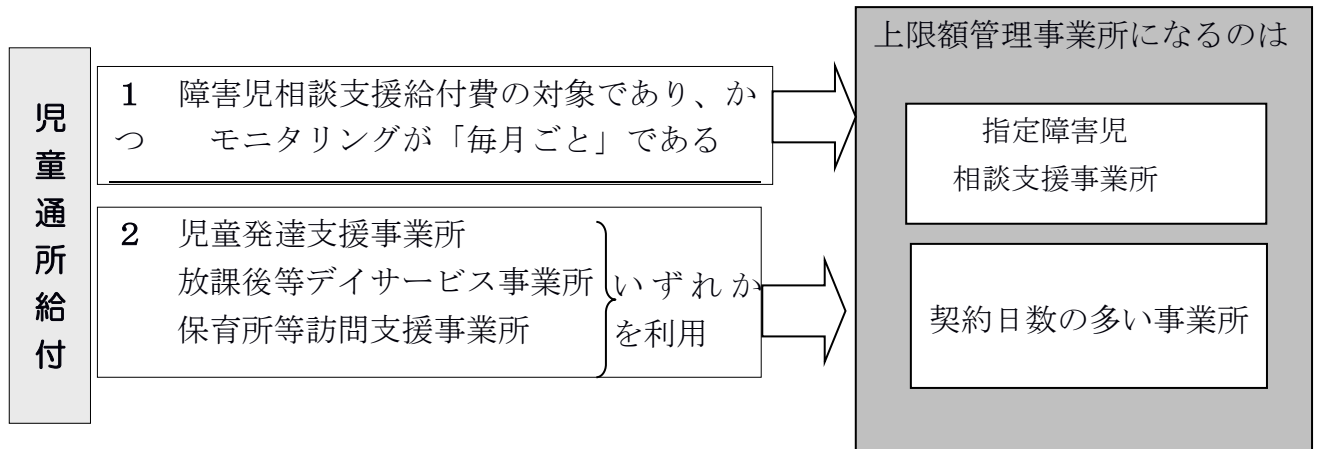 児童通所給付
1 障害児相談支援給付費の対象であり、か
つ モニタリングが「毎月ごと」である
2 児童発達支援事業所
放課後等デイサービス事業所
保育所等訪問支援事業所
いずれか
を利用
上限額管理事業所になるのは
指定障害児
相談支援事業所
契約日数の多い事業所